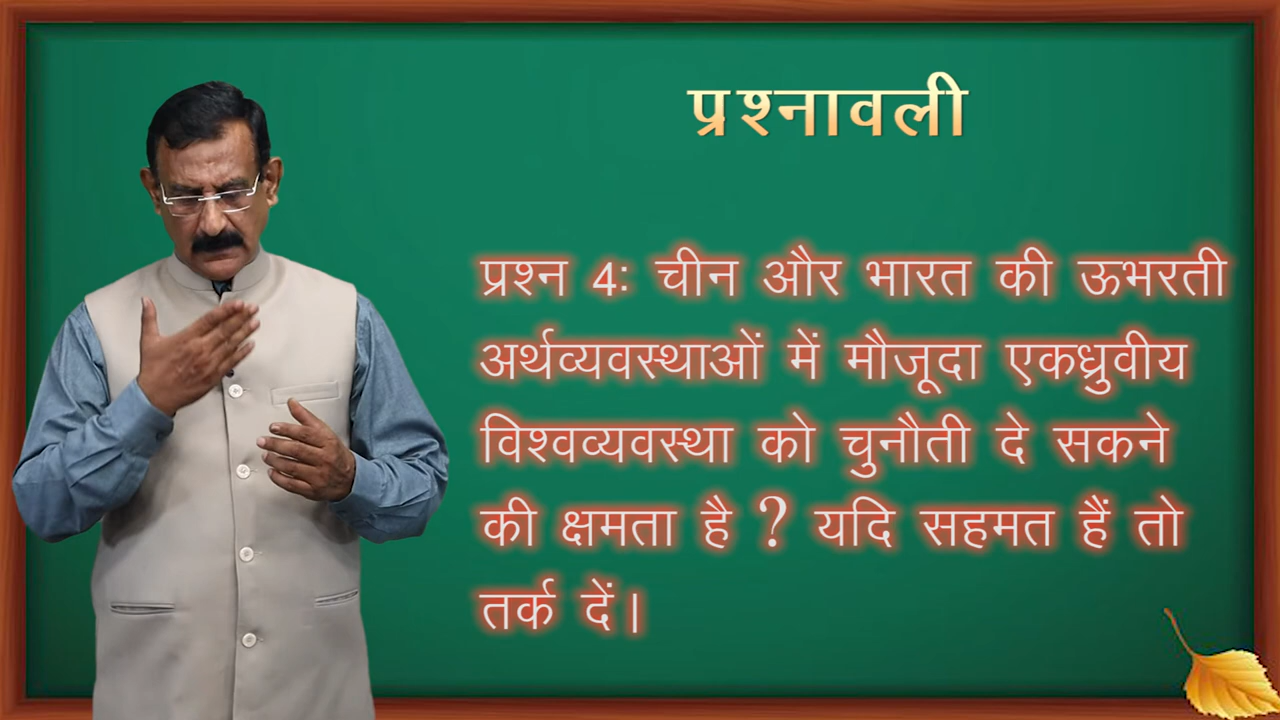 प्रश्नावली
प्रश्न 4: चीन और भारत की ऊभरती
अर्थव्यवस्थाओं में मौजूदा एकध्रुवीय
विश्वव्यवस्था को चुनौती दे सकने
की क्षमता है ? यदि सहमत हैं तो
तर्क दें।